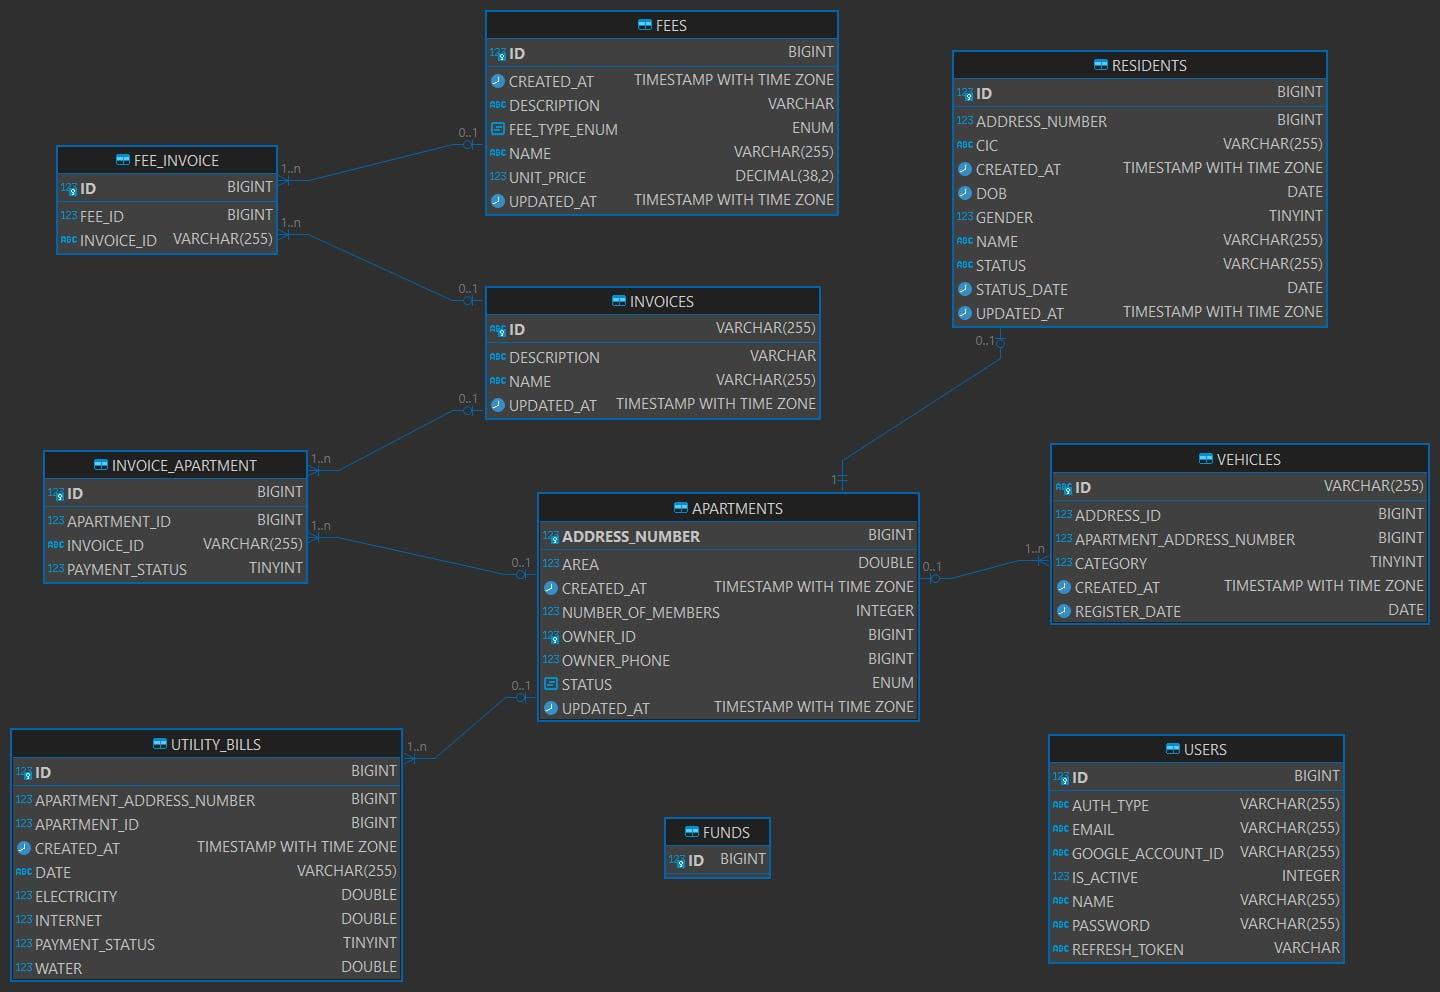 FEES
ID BIGINT
CREATED_AT TIMESTAMP WITH TIME ZONE
DESCRIPTION VARCHAR
FEE_TYPE_ENUM ENUM
NAME VARCHAR(255)
UNIT_PRICE DECIMAL(38,2)
UPDATED_AT TIMESTAMP WITH TIME ZONE
0..1
RESIDENTS
ID BIGINT
ADDRESS_NUMBER BIGINT
CIC VARCHAR(255)
CREATED_AT TIMESTAMP WITH TIME ZONE
DOB DATE
GENDER TINYINT
NAME VARCHAR(255)
STATUS VARCHAR(255)
STATUS_DATE DATE
UPDATED_AT TIMESTAMP WITH TIME ZONE
0..1
FEE_INVOICE
ID BIGINT
FEE_ID BIGINT
INVOICE_ID VARCHAR(255)
1..n
1..n
0..1
INVOICES
ID VARCHAR(255)
DESCRIPTION VARCHAR
NAME VARCHAR(255)
UPDATED_AT TIMESTAMP WITH TIME ZONE
0..1
INVOICE_APARTMENT
ID BIGINT
APARTMENT_ID BIGINT
INVOICE_ID VARCHAR(255)
PAYMENT_STATUS TINYINT
1..n
1..n
1
APARTMENTS
ADDRESS_NUMBER BIGINT
AREA DOUBLE
CREATED_AT TIMESTAMP WITH TIME ZONE
NUMBER_OF_MEMBERS INTEGER
OWNER_ID BIGINT
OWNER_PHONE BIGINT
STATUS ENUM
UPDATED_AT TIMESTAMP WITH TIME ZONE
0..1
0..1
0..1
1..n
VEHICLES
ID VARCHAR(255)
ADDRESS_ID BIGINT
APARTMENT_ADDRESS_NUMBER BIGINT
CATEGORY TINYINT
CREATED_AT TIMESTAMP WITH TIME ZONE
REGISTER_DATE DATE
UTILITY_BILLS
ID BIGINT
APARTMENT_ADDRESS_NUMBER BIGINT
APARTMENT_ID BIGINT
CREATED_AT TIMESTAMP WITH TIME ZONE
DATE VARCHAR(255)
ELECTRICITY DOUBLE
INTERNET DOUBLE
PAYMENT_STATUS TINYINT
WATER DOUBLE
1..n
FUNDS
ID BIGINT
USERS
ID BIGINT
AUTH_TYPE VARCHAR(255)
EMAIL VARCHAR(255)
GOOGLE_ACCOUNT_ID VARCHAR(255)
IS_ACTIVE INTEGER
NAME VARCHAR(255)
PASSWORD VARCHAR(255)
REFRESH_TOKEN VARCHAR